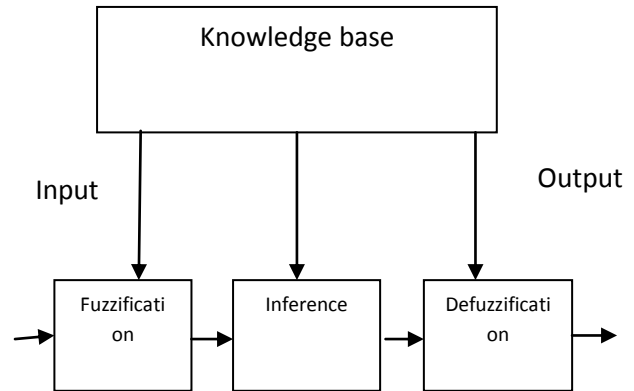 Knowledge base
Input
Output
Fuzzificati
on
Inference
Defuzzificati
on